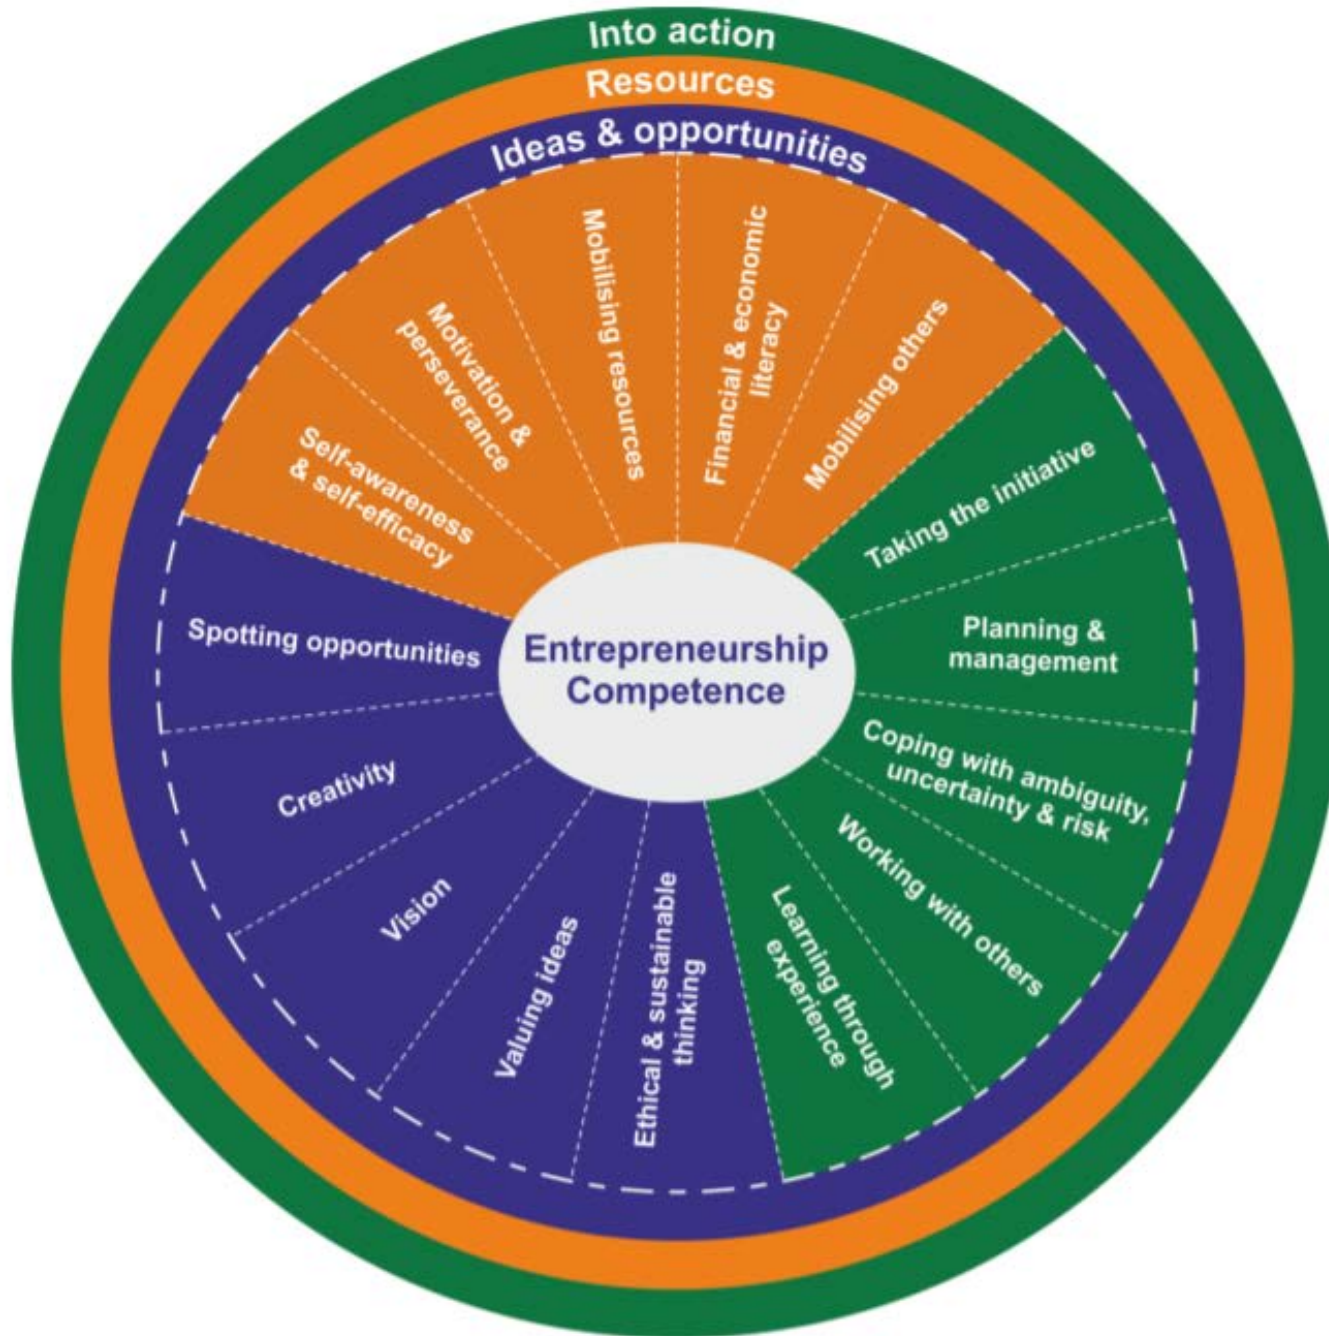 Into action
Resources
Ideas & opportunities
Mobilising resources
Financial & economic
literacy
Mobilising others
Taking the initiative
Planning &
management
Coping with ambiguity,
uncertainty & risk
Working with others
Learning through
experience
Ethical & sustainable
thinking
Valuing ideas
Vision
Creativity
Spotting opportunities
Self-awareness
& self-efficacy
Motivation &
perseverance
Entrepreneurship
Competence